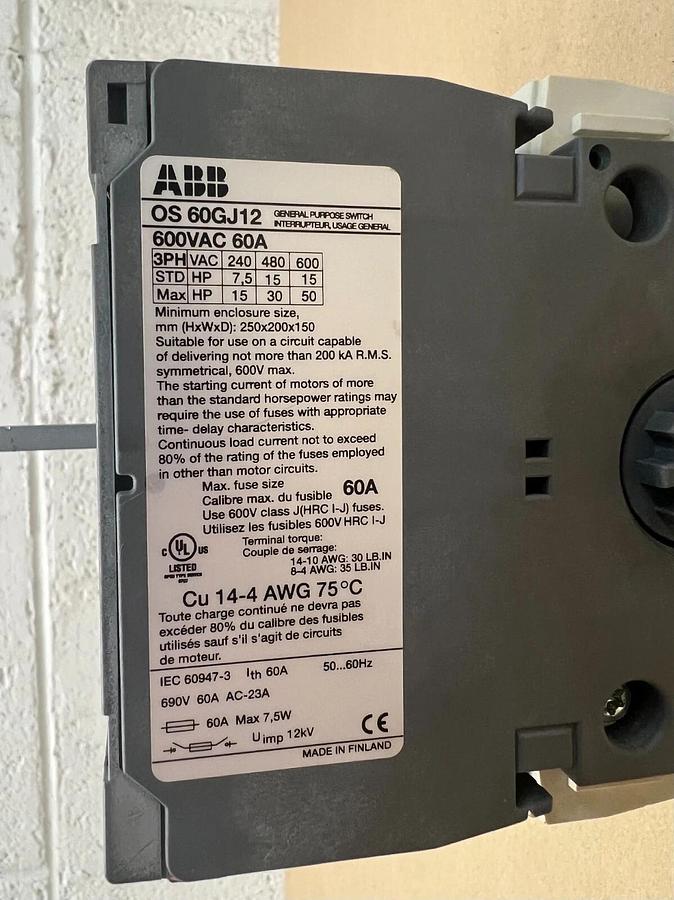 ABB
OS 60GJ12 GENERAL PURPOSE SWITCH
INTERRUPTEUR, USAGE GENERAL
600VAC 60A
3PH VAC 240 480 600
STD HP 7,5 15 15
Max HP 15 30 50
Minimum enclosure size,
mm (HxWxD): 250x200x150
Suitable for use on a circuit capable
of delivering not more than 200 kA R.M.S.
symmetrical, 600V max.
The starting current of motors of more
than the standard horsepower ratings may
require the use of fuses with appropriate
time- delay characteristics.
Continuous load current not to exceed
80% of the rating of the fuses employed
in other than motor circuits.
Max. fuse size
Calibre max. du fusible 60A
Use 600V class J(HRC I-J) fuses.
Utilisez les fusibles 600V HRC I-J
Terminal torque:
Couple de serrage:
14-10 AWG: 30 LB.IN
8-4 AWG: 35 LB.IN
C UL US
LISTED
Cu 14-4 AWG 75°C
Toute charge continué ne devra pas
excéder 80% du calibre des fusibles
utilisés sauf s'il s'agit de circuits
de moteur.
IEC 60947-3 Ith 60A 50...60Hz
690V 60A AC-23A
60A Max 7,5W
Uimp 12kV CE
MADE IN FINLAND